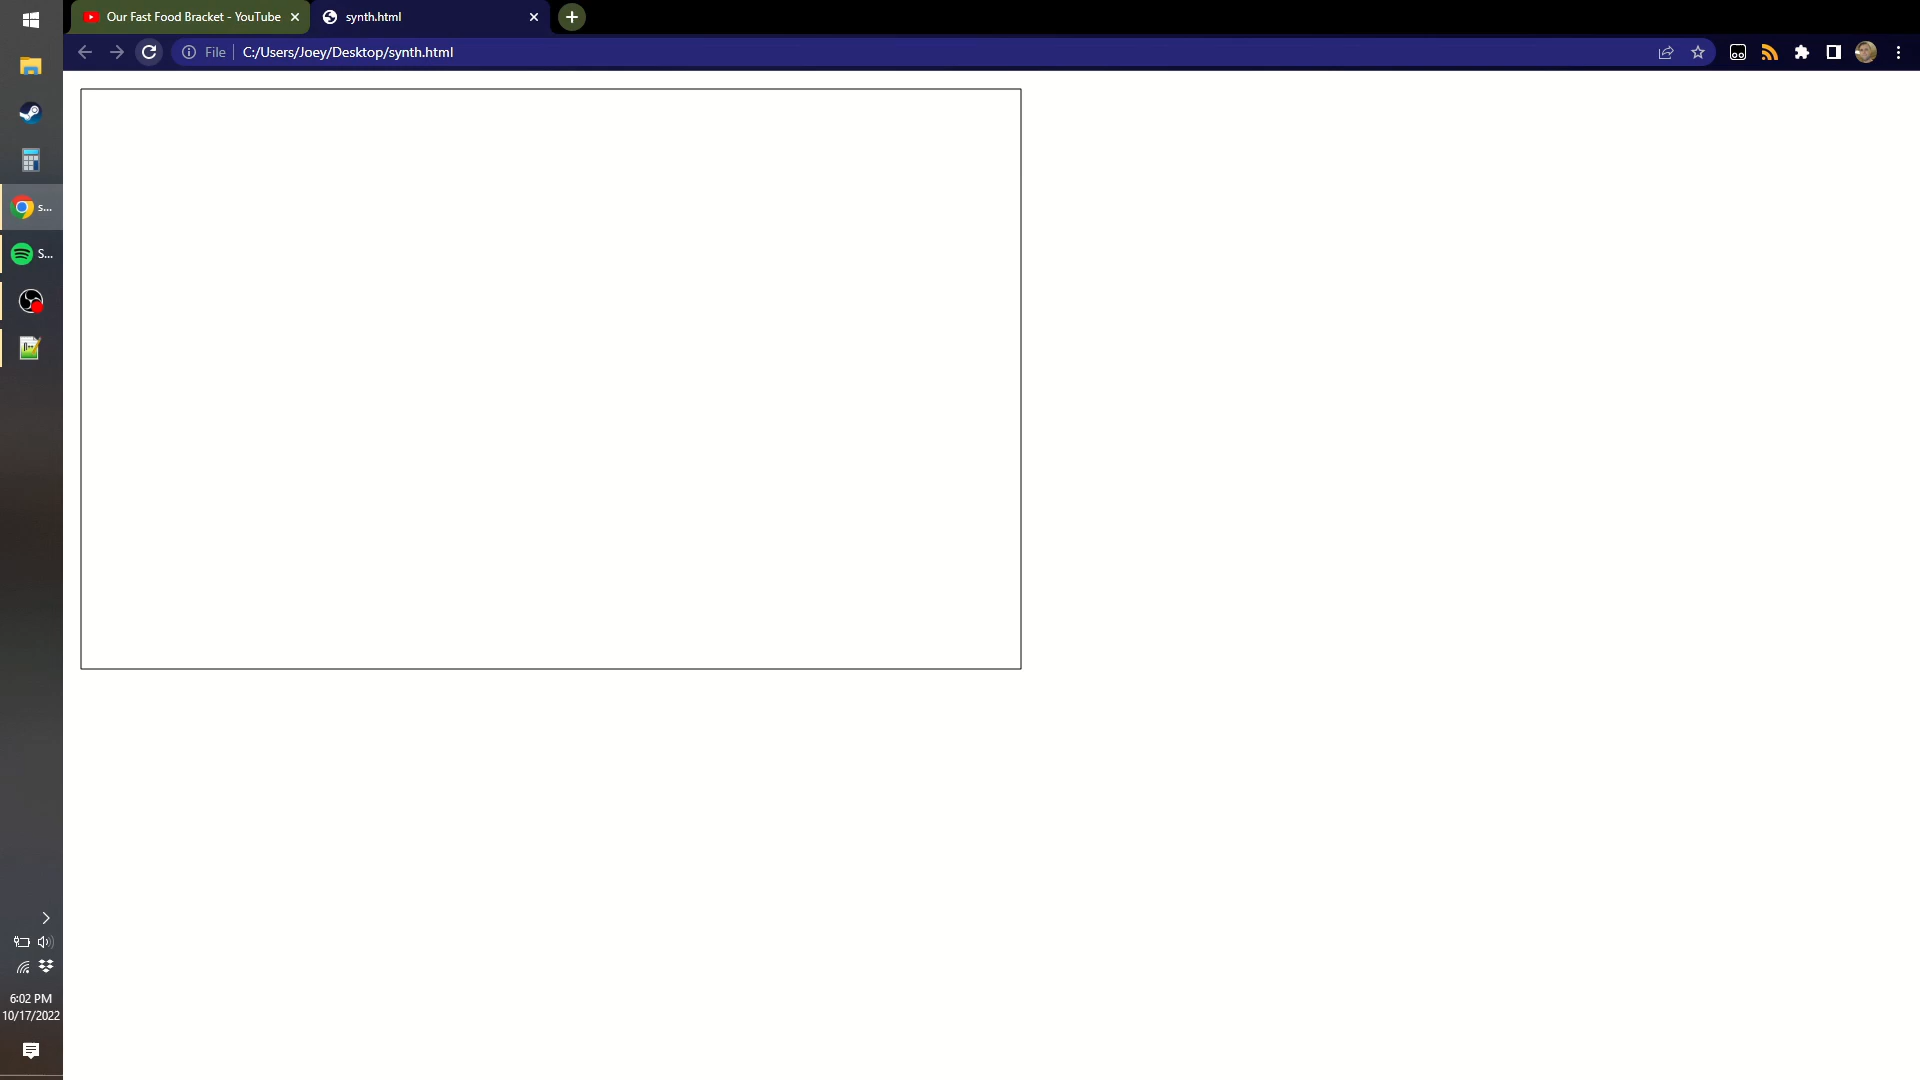 Our Fast Food Bracket - YouTube
synth.html
File
C:/Users/Joey/Desktop/synth.html
s...
S...
6:02 PM
10/17/2022